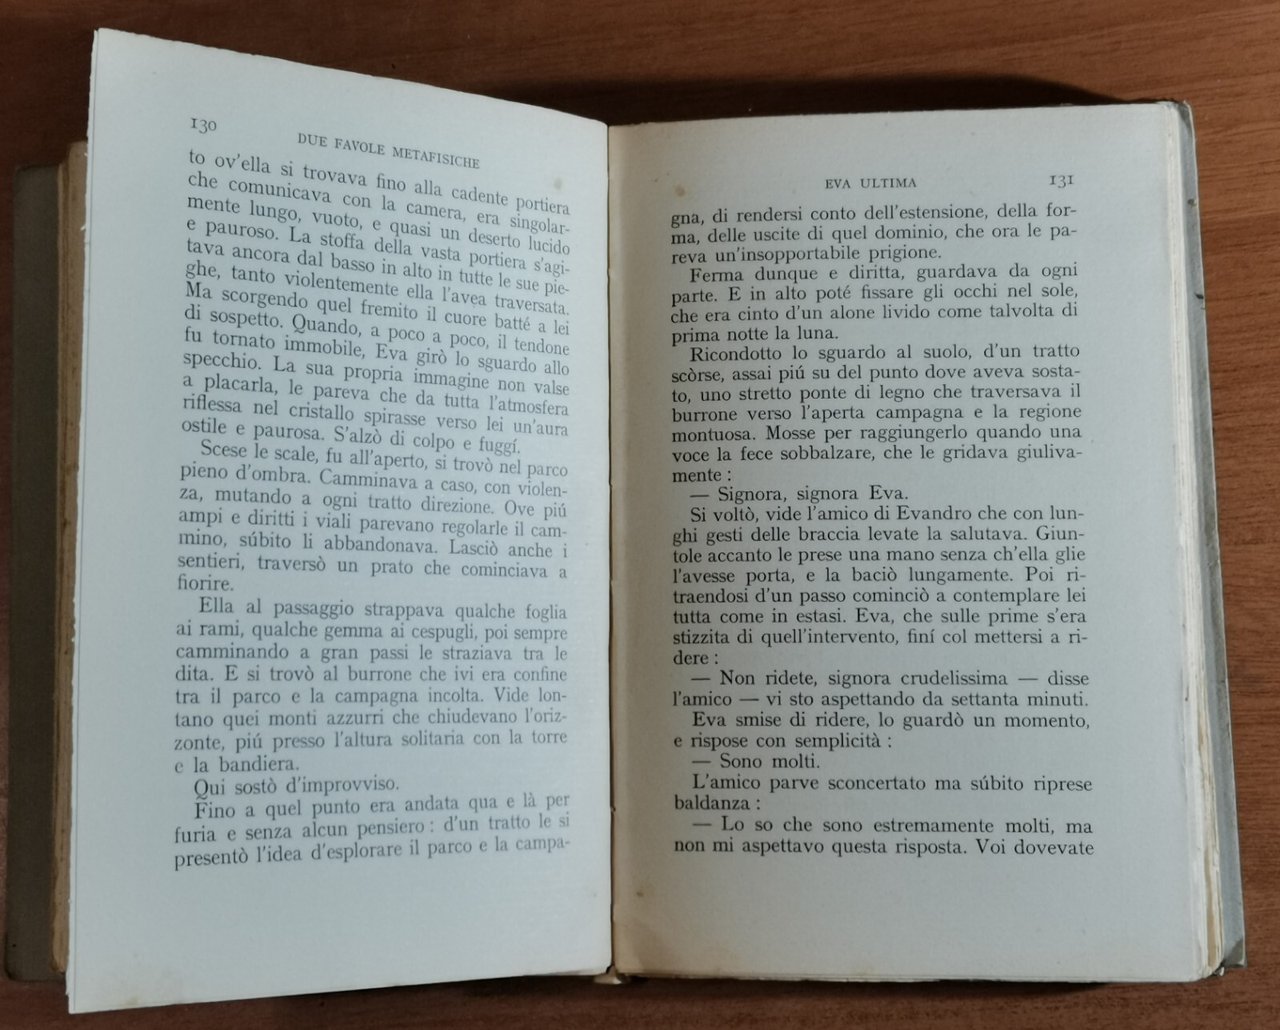 130
DUE FAVOLE METAFISICHE
to ov'ella si trovava fino alla cadente portiera
che comunicava con la camera, era singolar-
mente lungo, vuoto, e quasi un deserto lucido
e pauroso. La stoffa della vasta portiera s'agi-
tava ancora dal basso in alto in tutte le sue pie-
ghe, tanto violentemente ella l'avea traversata.
Ma scorgendo quel fremito il cuore batté a lei
di sospetto. Quando, a poco a poco, il tendone
fu tornato immobile, Eva girò lo sguardo allo
specchio. La sua propria immagine non valse
a placarla, le pareva che da tutta l'atmosfera
riflessa nel cristallo spirasse verso lei un'aura
ostile e paurosa. S'alzò di colpo e fuggí.
Scese le scale, fu all'aperto, si trovò nel parco
pieno d'ombra. Camminava a caso, con violen-
za, mutando a ogni tratto direzione. Ove piú
ampi e diritti i viali parevano regolarle il cam-
mino, súbito li abbandonava. Lasciò anche i
sentieri, traversò un prato che cominciava a
fiorire.
Ella al passaggio strappava qualche foglia
ai rami, qualche gemma ai cespugli, poi sempre
camminando a gran passi le straziava tra le
dita. E si trovò al burrone che ivi era confine
tra il parco e la campagna incolta. Vide lon-
tano quei monti azzurri che chiudevano l'oriz-
zonte, piú presso l'altura solitaria con la torre
e la bandiera.
Qui sostò d'improvviso.
Fino a quel punto era andata qua e là per
furia e senza alcun pensiero : d'un tratto le si
presentò l'idea d'esplorare il parco e la campa-
EVA ULTIMA
131
gna, di rendersi conto dell'estensione, della for-
ma, delle uscite di quel dominio, che ora le pa-
reva un'insopportabile prigione.
Ferma dunque e diritta, guardava da ogni
parte. E in alto poté fissare gli occhi nel sole,
che era cinto d'un alone livido come talvolta di
prima notte la luna.
Ricondotto lo sguardo al suolo, d'un tratto
scòrse, assai piú su del punto dove aveva sosta-
to, uno stretto ponte di legno che traversava il
burrone verso l'aperta campagna e la regione
montuosa. Mosse per raggiungerlo quando una
voce la fece sobbalzare, che le gridava giuliva-
mente :
— Signora, signora Eva.
Si voltò, vide l'amico di Evandro che con lun-
ghi gesti delle braccia levate la salutava. Giun-
tole accanto le prese una mano senza ch'ella glie
l'avesse porta, e la baciò lungamente. Poi ri-
traendosi d'un passo cominciò a contemplare lei
tutta come in estasi. Eva, che sulle prime s'era
stizzita di quell'intervento, finí col mettersi a ri-
dere :
— Non ridete, signora crudelissima — disse
l'amico — vi sto aspettando da settanta minuti.
Eva smise di ridere, lo guardò un momento,
e rispose con semplicità :
— Sono molti.
L'amico parve sconcertato ma súbito riprese
baldanza :
— Lo so che sono estremamente molti, ma
non mi aspettavo questa risposta. Voi dovevate